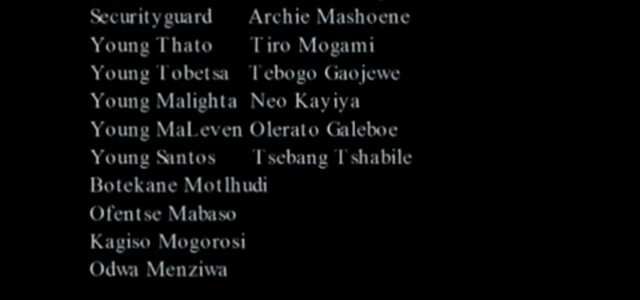 Securityguard Archie Mashoene
Young Thato Tiro Mogami
Young Tobetsa Tebogo Gaojewe
Young Malighta Neo Kayiya
Young MaLeven Olerato Galeboe
Young Santos Tsebang Tshabile
Botekane Motlhudi
Ofentse Mabaso
Kagiso Mogorosi
Odwa Menziwa